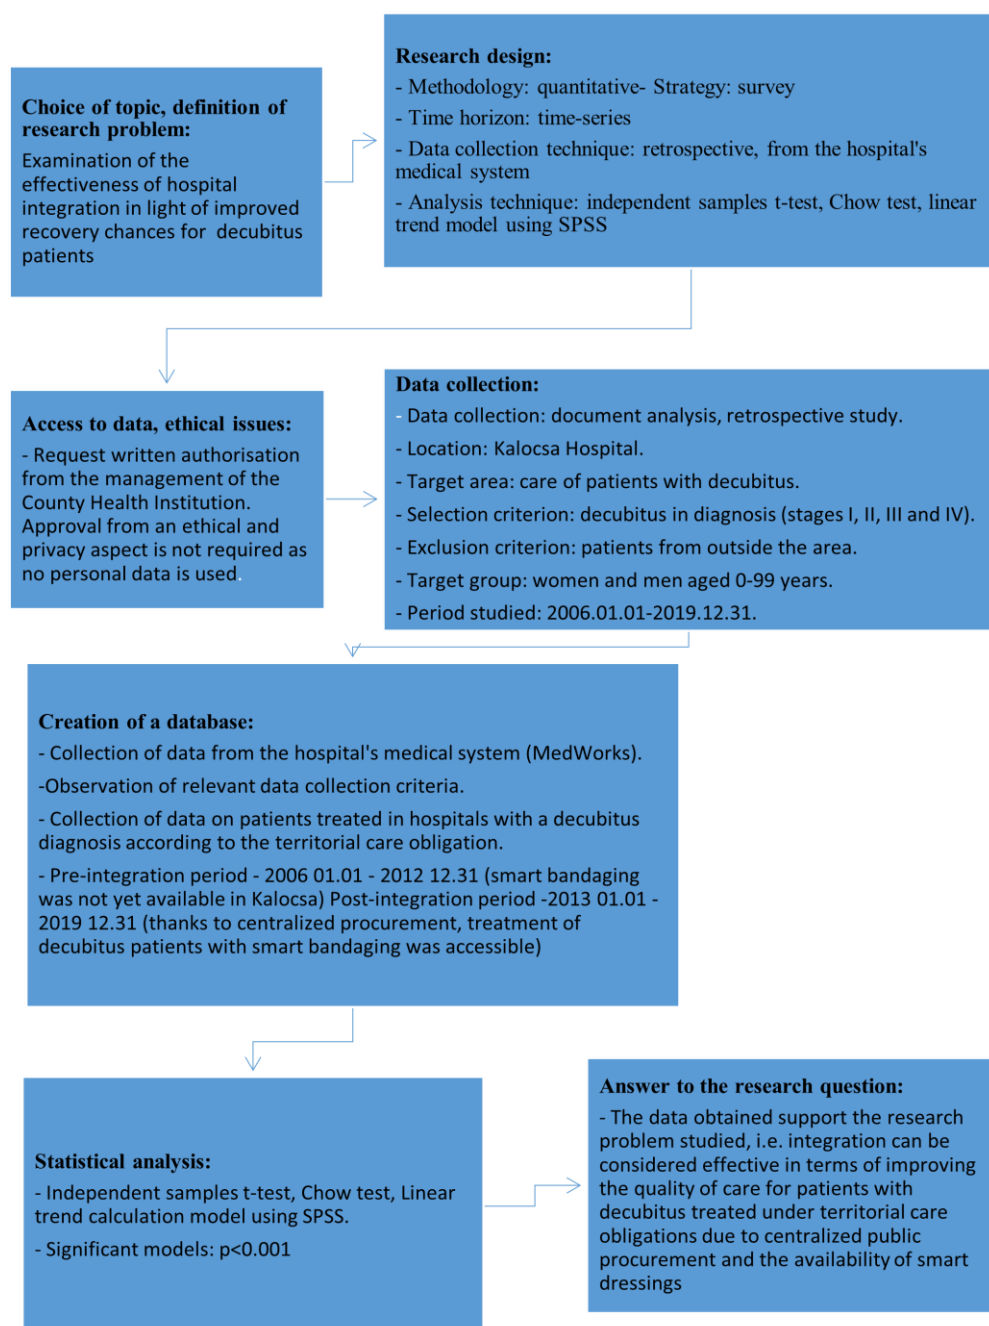 Choice of topic, definition of
research problem:
Examination of the
effectiveness of hospital
integration in light of improved
recovery chances for decubitus
patients
Research design:
- Methodology: quantitative- Strategy: survey
- Time horizon: time-series
- Data collection technique: retrospective, from the hospital's
medical system
- Analysis technique: independent samples t-test, Chow test, linear
trend model using SPSS
Access to data, ethical issues:
- Request written authorisation
from the management of the
County Health Institution.
Approval from an ethical and
privacy aspect is not required as
no personal data is used.
Data collection:
- Data collection: document analysis, retrospective study.
- Location: Kalocsa Hospital.
- Target area: care of patients with decubitus.
- Selection criterion: decubitus in diagnosis (stages I, II, III and IV).
- Exclusion criterion: patients from outside the area.
- Target group: women and men aged 0-99 years.
- Period studied: 2006.01.01-2019.12.31.
Creation of a database:
- Collection of data from the hospital's medical system (MedWorks).
-Observation of relevant data collection criteria.
- Collection of data on patients treated in hospitals with a decubitus
diagnosis according to the territorial care obligation.
- Pre-integration period - 2006 01.01 - 2012 12.31 (smart bandaging
was not yet available in Kalocsa) Post-integration period -2013 01.01 -
2019 12.31 (thanks to centralized procurement, treatment of
decubitus patients with smart bandaging was accessible)
Statistical analysis:
- Independent samples t-test, Chow test, Linear
trend calculation model using SPSS.
- Significant models: p<0.001
Answer to the research question:
- The data obtained support the research
problem studied, i.e. integration can be
considered effective in terms of improving
the quality of care for patients with
decubitus treated under territorial care
obligations due to centralized public
procurement and the availability of smart
dressings